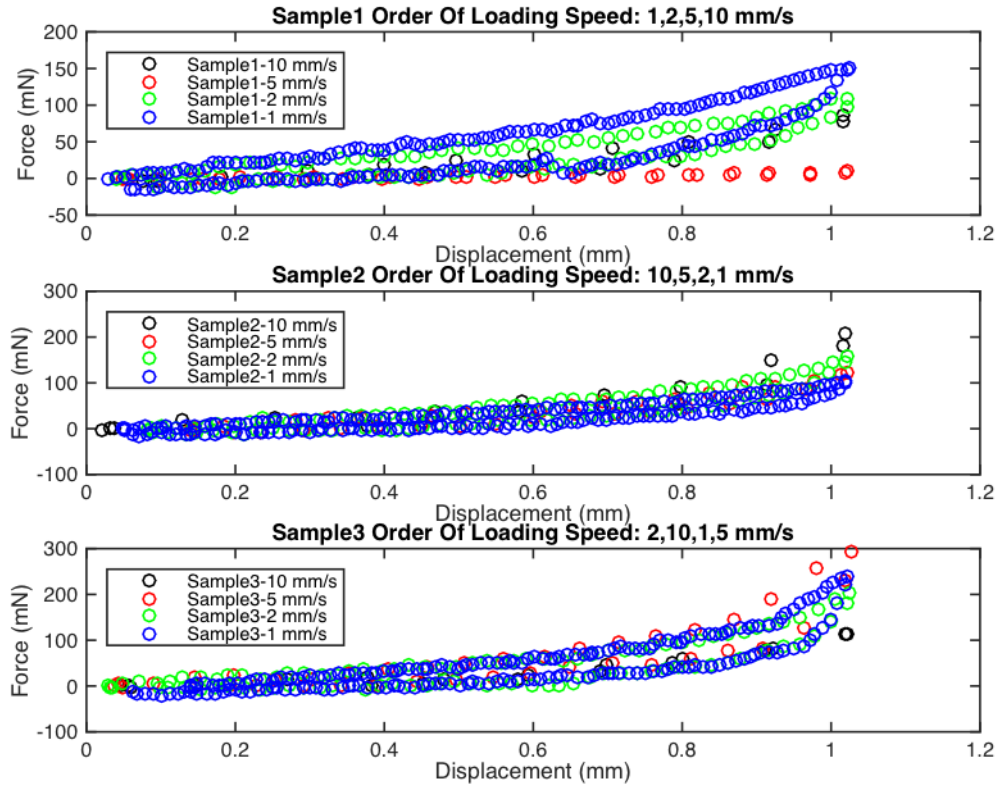 Sample1 Order Of Loading Speed: 1,2,5,10 mm/s
200
150
100
50
0
-50
Force (mN)
Sample1-10 mm/s
Sample1-5 mm/s
Sample1-2 mm/s
Sample1-1 mm/s
0 0.2 0.4 0.6 0.8 1 1.2
Displacement (mm)
Sample2 Order Of Loading Speed: 10,5,2,1 mm/s
300
200
100
0
-100
Force (mN)
Sample2-10 mm/s
Sample2-5 mm/s
Sample2-2 mm/s
Sample2-1 mm/s
0 0.2 0.4 0.6 0.8 1 1.2
Displacement (mm)
Sample3 Order Of Loading Speed: 2,10,1,5 mm/s
300
200
100
0
-100
Force (mN)
Sample3-10 mm/s
Sample3-5 mm/s
Sample3-2 mm/s
Sample3-1 mm/s
0 0.2 0.4 0.6 0.8 1 1.2
Displacement (mm)